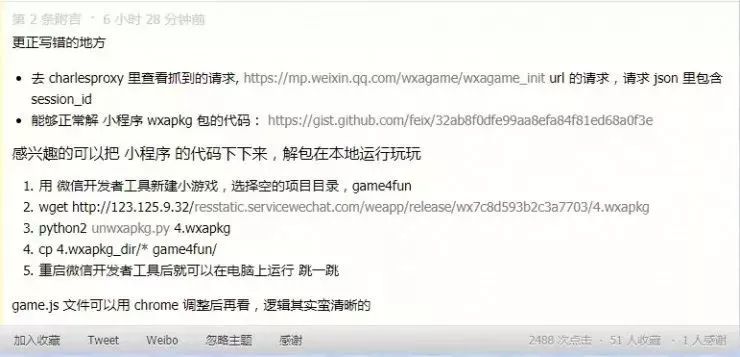 第 2 条附言 · 6 小时 28 分钟前
更正写错的地方
• 去 charlesproxy 里查看抓到的请求, https://mp.weixin.qq.com/wxagame/wxagame_init url 的请求，请求 json 里包含
session_id
• 能够正常解 小程序 wxapkg 包的代码： https://gist.github.com/feix/32ab8f0dfe99aa8efa84f81ed68a0f3e
感兴趣的可以把 小程序 的代码下下来，解包在本地运行玩玩
1. 用 微信开发者工具新建小游戏，选择空的项目目录，game4fun
2. wget http://123.125.9.32/resstatic.servicewechat.com/weapp/release/wx7c8d593b2c3a7703/4.wxapkg
3. python2 unwxapkg.py 4.wxapkg
4. cp 4.wxapkg_dir/* game4fun/
5. 重启微信开发者工具后就可以在电脑上运行 跳一跳
game.js 文件可以用 chrome 调整后再看，逻辑其实蛮清晰的
加入收藏 Tweet Weibo 忽略主题 感谢 2488 次点击 · 51 人收藏 · 1 人感谢